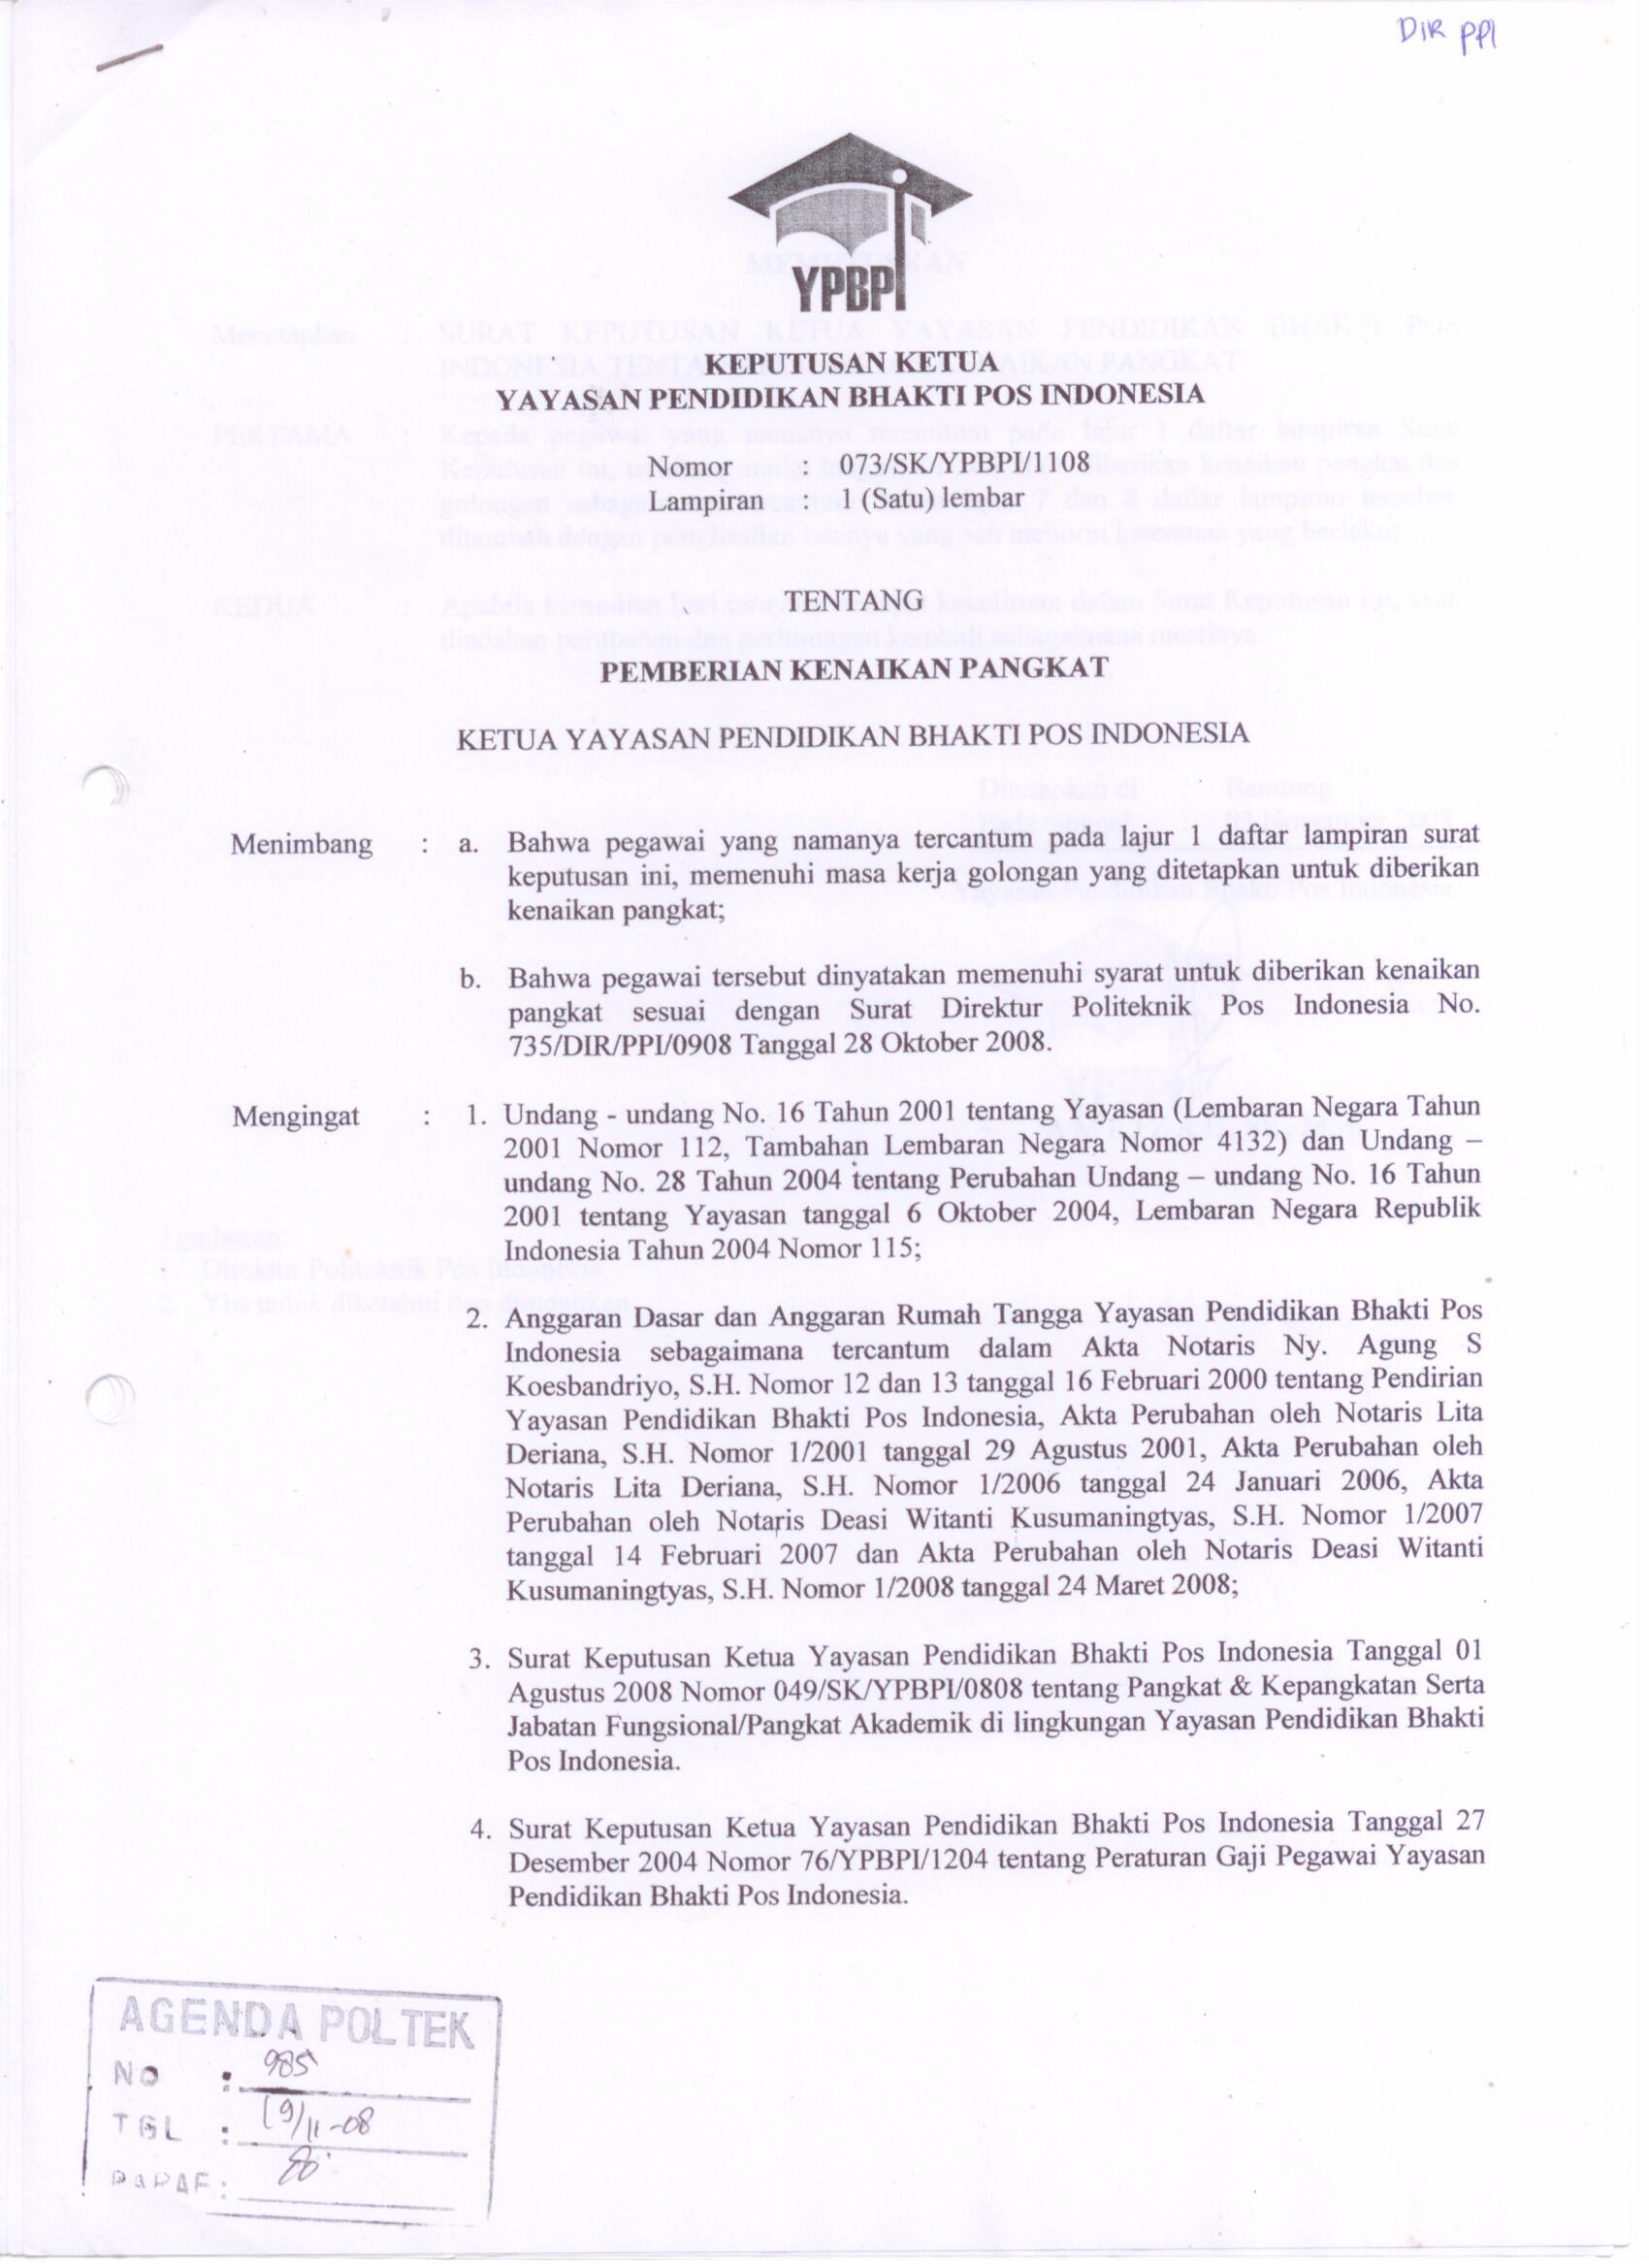 DIR PPI
YPBPI
KEPUTUSAN KETUA
YAYASAN PENDIDIKAN BHAKTI POS INDONESIA
Nomor : 073/SK/YPBPI/1108
Lampiran : 1 (Satu) lembar
TENTANG
PEMBERIAN KENAIKAN PANGKAT
KETUA YAYASAN PENDIDIKAN BHAKTI POS INDONESIA
Menimbang : a. Bahwa pegawai yang namanya tercantum pada lajur 1 daftar lampiran surat
keputusan ini, memenuhi masa kerja golongan yang ditetapkan untuk diberikan
kenaikan pangkat;
b. Bahwa pegawai tersebut dinyatakan memenuhi syarat untuk diberikan kenaikan
pangkat sesuai dengan Surat Direktur Politeknik Pos Indonesia No.
735/DIR/PPI/0908 Tanggal 28 Oktober 2008.
Mengingat : 1. Undang - undang No. 16 Tahun 2001 tentang Yayasan (Lembaran Negara Tahun
2001 Nomor 112, Tambahan Lembaran Negara Nomor 4132) dan Undang –
undang No. 28 Tahun 2004 tentang Perubahan Undang – undang No. 16 Tahun
2001 tentang Yayasan tanggal 6 Oktober 2004, Lembaran Negara Republik
Indonesia Tahun 2004 Nomor 115;
2. Anggaran Dasar dan Anggaran Rumah Tangga Yayasan Pendidikan Bhakti Pos
Indonesia sebagaimana tercantum dalam Akta Notaris Ny. Agung S
Koesbandriyo, S.H. Nomor 12 dan 13 tanggal 16 Februari 2000 tentang Pendirian
Yayasan Pendidikan Bhakti Pos Indonesia, Akta Perubahan oleh Notaris Lita
Deriana, S.H. Nomor 1/2001 tanggal 29 Agustus 2001, Akta Perubahan oleh
Notaris Lita Deriana, S.H. Nomor 1/2006 tanggal 24 Januari 2006, Akta
Perubahan oleh Notaris Deasi Witanti Kusumaningtyas, S.H. Nomor 1/2007
tanggal 14 Februari 2007 dan Akta Perubahan oleh Notaris Deasi Witanti
Kusumaningtyas, S.H. Nomor 1/2008 tanggal 24 Maret 2008;
3. Surat Keputusan Ketua Yayasan Pendidikan Bhakti Pos Indonesia Tanggal 01
Agustus 2008 Nomor 049/SK/YPBPI/0808 tentang Pangkat & Kepangkatan Serta
Jabatan Fungsional/Pangkat Akademik di lingkungan Yayasan Pendidikan Bhakti
Pos Indonesia.
4. Surat Keputusan Ketua Yayasan Pendidikan Bhakti Pos Indonesia Tanggal 27
Desember 2004 Nomor 76/YPBPI/1204 tentang Peraturan Gaji Pegawai Yayasan
Pendidikan Bhakti Pos Indonesia.
AGENDA POLTEK
NO : 985
TGL : 19/11-08
PARAF :